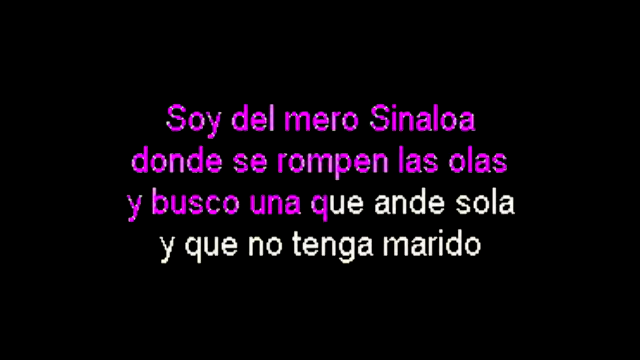 Soy del mero Sinaloa
donde se rompen las olas
y busco una que ande sola
y que no tenga marido